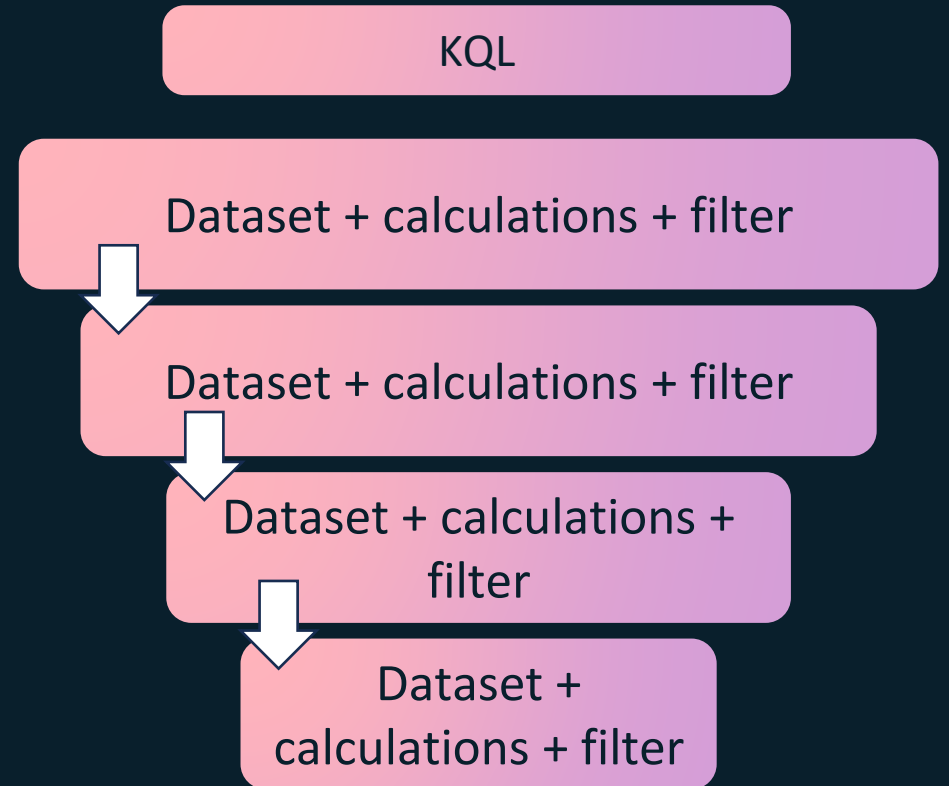 KQL
Dataset + calculations + filter
Dataset + calculations + filter
Dataset + calculations +
filter
Dataset +
calculations + filter